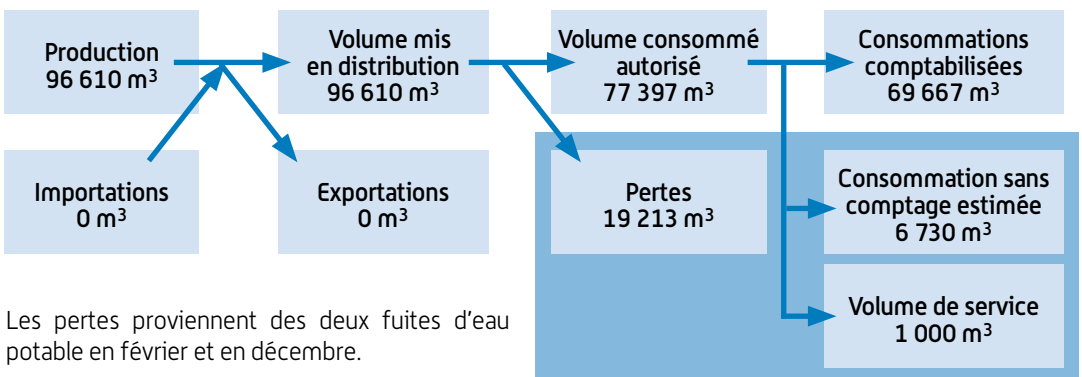 Production
96 610 m³
Volume mis
en distribution
96 610 m³
Volume consommé
autorisé
77 397 m³
Consommations
comptabilisées
69 667 m³
Importations
0 m³
Exportations
0 m³
Pertes
19 213 m³
Consommation sans
comptage estimée
6 730 m³
Volume de service
1 000 m³
Les pertes proviennent des deux fuites d'eau
potable en février et en décembre.